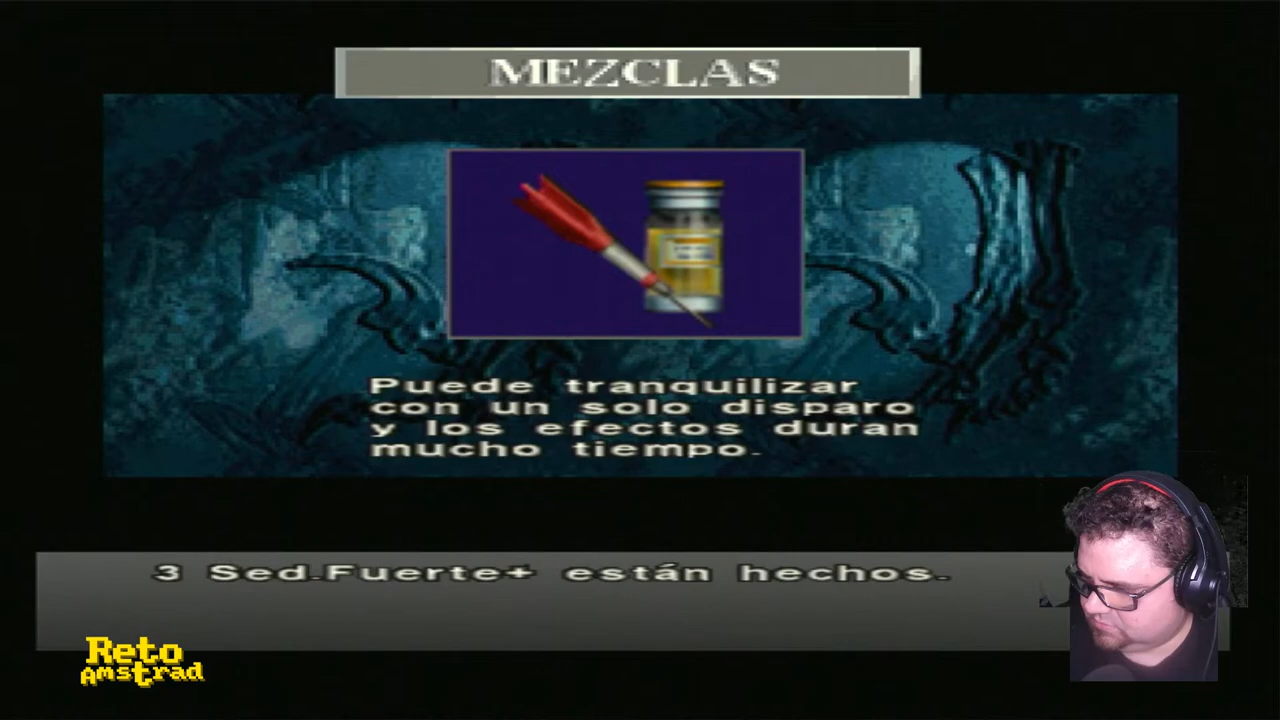 MEZCLAS
Puede tranquilizar
con un solo disparo
y los efectos duran
mucho tiempo.
3 Sed.Fuerte+ están hechos.
Reto
Amstrad